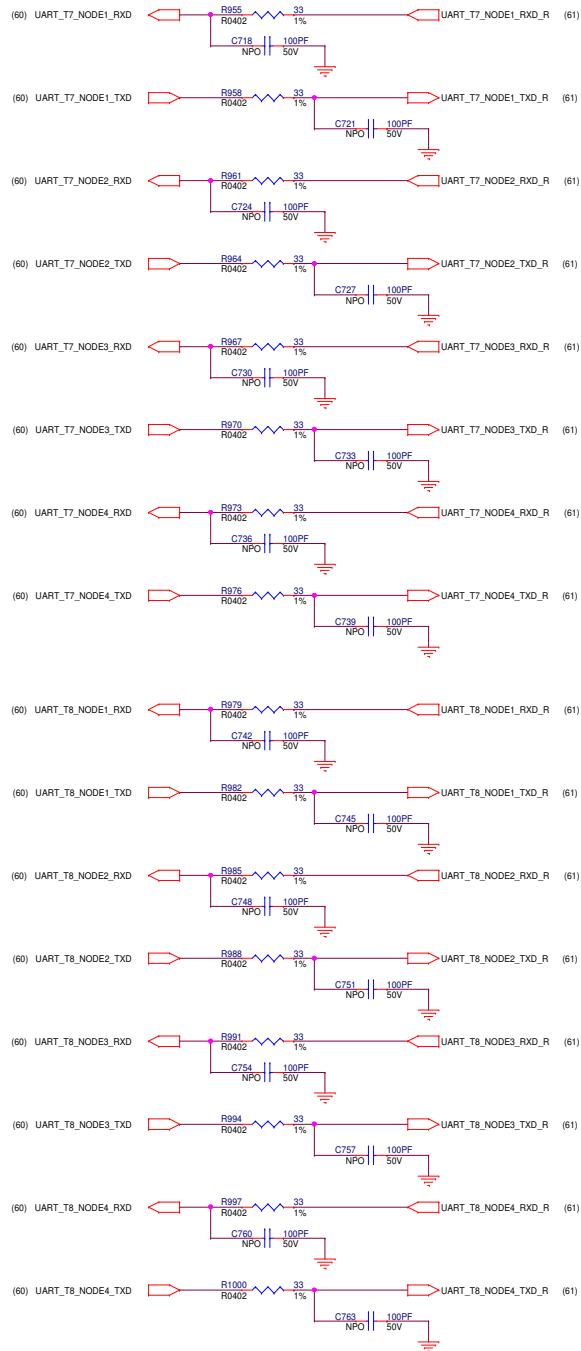 (60) UART_T7_NODE1_RXD R955 33 UART_T7_NODE1_RXD_R (61)
R0402 1%
C718 100PF
NPO 50V
(60) UART_T7_NODE1_TXD R958 33 UART_T7_NODE1_TXD_R (61)
R0402 1%
C721 100PF
NPO 50V
(60) UART_T7_NODE2_RXD R961 33 UART_T7_NODE2_RXD_R (61)
R0402 1%
C724 100PF
NPO 50V
(60) UART_T7_NODE2_TXD R964 33 UART_T7_NODE2_TXD_R (61)
R0402 1%
C727 100PF
NPO 50V
(60) UART_T7_NODE3_RXD R967 33 UART_T7_NODE3_RXD_R (61)
R0402 1%
C730 100PF
NPO 50V
(60) UART_T7_NODE3_TXD R970 33 UART_T7_NODE3_TXD_R (61)
R0402 1%
C733 100PF
NPO 50V
(60) UART_T7_NODE4_RXD R973 33 UART_T7_NODE4_RXD_R (61)
R0402 1%
C736 100PF
NPO 50V
(60) UART_T7_NODE4_TXD R976 33 UART_T7_NODE4_TXD_R (61)
R0402 1%
C739 100PF
NPO 50V
(60) UART_T8_NODE1_RXD R979 33 UART_T8_NODE1_RXD_R (61)
R0402 1%
C742 100PF
NPO 50V
(60) UART_T8_NODE1_TXD R982 33 UART_T8_NODE1_TXD_R (61)
R0402 1%
C745 100PF
NPO 50V
(60) UART_T8_NODE2_RXD R985 33 UART_T8_NODE2_RXD_R (61)
R0402 1%
C748 100PF
NPO 50V
(60) UART_T8_NODE2_TXD R988 33 UART_T8_NODE2_TXD_R (61)
R0402 1%
C751 100PF
NPO 50V
(60) UART_T8_NODE3_RXD R991 33 UART_T8_NODE3_RXD_R (61)
R0402 1%
C754 100PF
NPO 50V
(60) UART_T8_NODE3_TXD R994 33 UART_T8_NODE3_TXD_R (61)
R0402 1%
C757 100PF
NPO 50V
(60) UART_T8_NODE4_RXD R997 33 UART_T8_NODE4_RXD_R (61)
R0402 1%
C760 100PF
NPO 50V
(60) UART_T8_NODE4_TXD R1000 33 UART_T8_NODE4_TXD_R (61)
R0402 1%
C763 100PF
NPO 50V